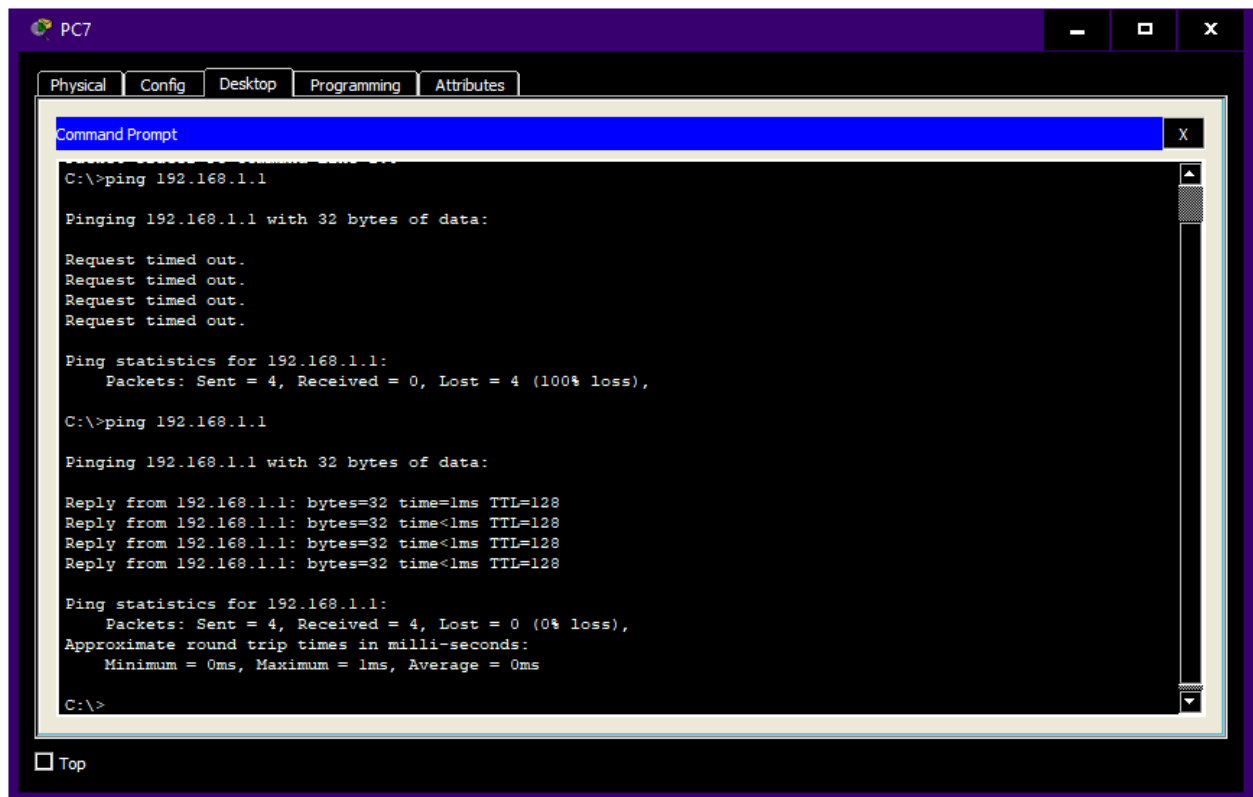 PC7
Physical Config Desktop Programming Attributes
Command Prompt
X
C:\>ping 192.168.1.1
Pinging 192.168.1.1 with 32 bytes of data:
Request timed out.
Request timed out.
Request timed out.
Request timed out.
Ping statistics for 192.168.1.1:
Packets: Sent = 4, Received = 0, Lost = 4 (100% loss),
C:\>ping 192.168.1.1
Pinging 192.168.1.1 with 32 bytes of data:
Reply from 192.168.1.1: bytes=32 time=1ms TTL=128
Reply from 192.168.1.1: bytes=32 time<1ms TTL=128
Reply from 192.168.1.1: bytes=32 time<1ms TTL=128
Reply from 192.168.1.1: bytes=32 time<1ms TTL=128
Ping statistics for 192.168.1.1:
Packets: Sent = 4, Received = 4, Lost = 0 (0% loss),
Approximate round trip times in milli-seconds:
Minimum = 0ms, Maximum = 1ms, Average = 0ms
C:\>
Top